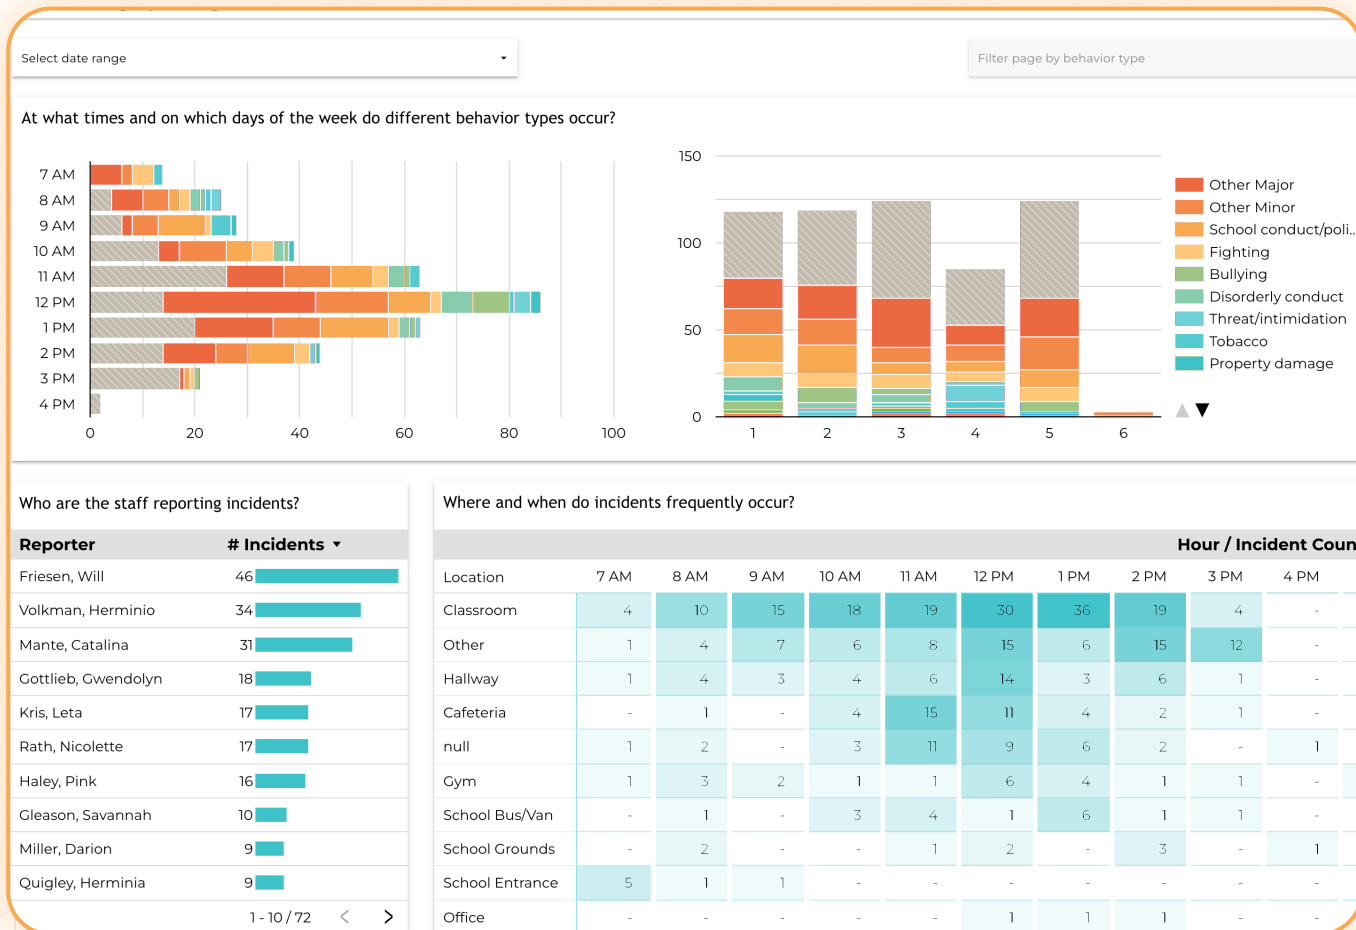 Select date range
Filter page by behavior type
At what times and on which days of the week do different behavior types occur?
7 AM
8 AM
9 AM
10 AM
11 AM
12 PM
1 PM
2 PM
3 PM
4 PM
0 20 40 60 80 100
150
100
50
0
1 2 3 4 5 6
Other Major
Other Minor
School conduct/poli..
Fighting
Bullying
Disorderly conduct
Threat/intimidation
Tobacco
Property damage
Who are the staff reporting incidents?
Reporter # Incidents
Friesen, Will 46
Volkman, Herminio 34
Mante, Catalina 31
Gottlieb, Gwendolyn 18
Kris, Leta 17
Rath, Nicolette 17
Haley, Pink 16
Gleason, Savannah 10
Miller, Darion 9
Quigley, Herminia 9
1 - 10 / 72
Where and when do incidents frequently occur?
Hour / Incident Coun
Location 7 AM 8 AM 9 AM 10 AM 11 AM 12 PM 1 PM 2 PM 3 PM 4 PM
Classroom 4 10 15 18 19 30 36 19 4 -
Other 1 4 7 6 8 15 6 15 12 -
Hallway 1 4 3 4 6 14 3 6 1 -
Cafeteria - 1 - 4 15 11 4 2 1 -
null 1 2 - 3 11 9 6 2 - 1
Gym 1 3 2 1 1 6 4 1 1 -
School Bus/Van - 1 - 3 4 1 6 1 1 -
School Grounds - 2 - - 1 2 - 3 - 1
School Entrance 5 1 1 - - - - - - -
Office - - - - - 1 1 1 - -